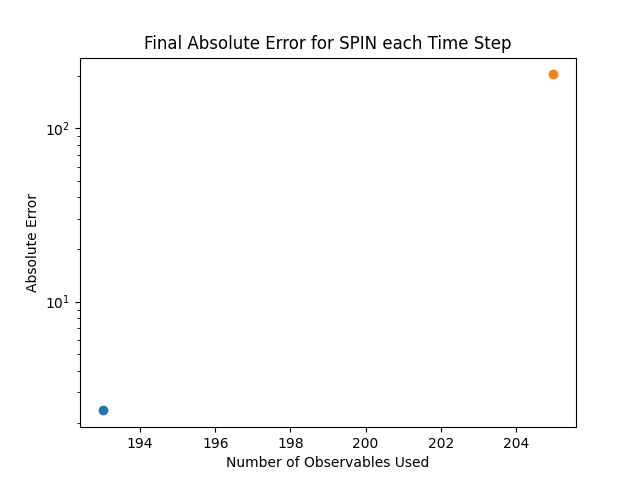 Final Absolute Error for SPIN each Time Step
Absolute Error
10²
10¹
194 196 198 200 202 204
Number of Observables Used